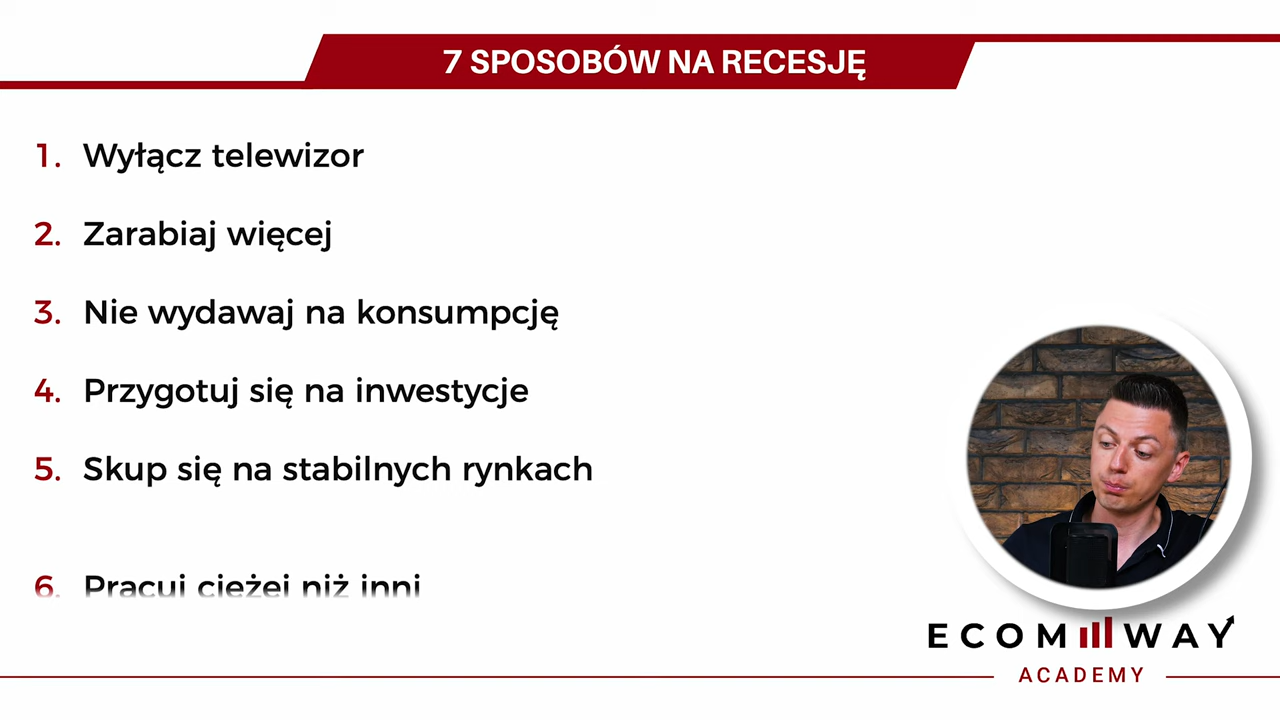 7 SPOSOBÓW NA RECESJĘ
1. Wyłącz telewizor
2. Zarabiaj więcej
3. Nie wydawaj na konsumpcję
4. Przygotuj się na inwestycje
5. Skup się na stabilnych rynkach
6. Pracuj ciężej niż inni
ECOM WAY
ACADEMY